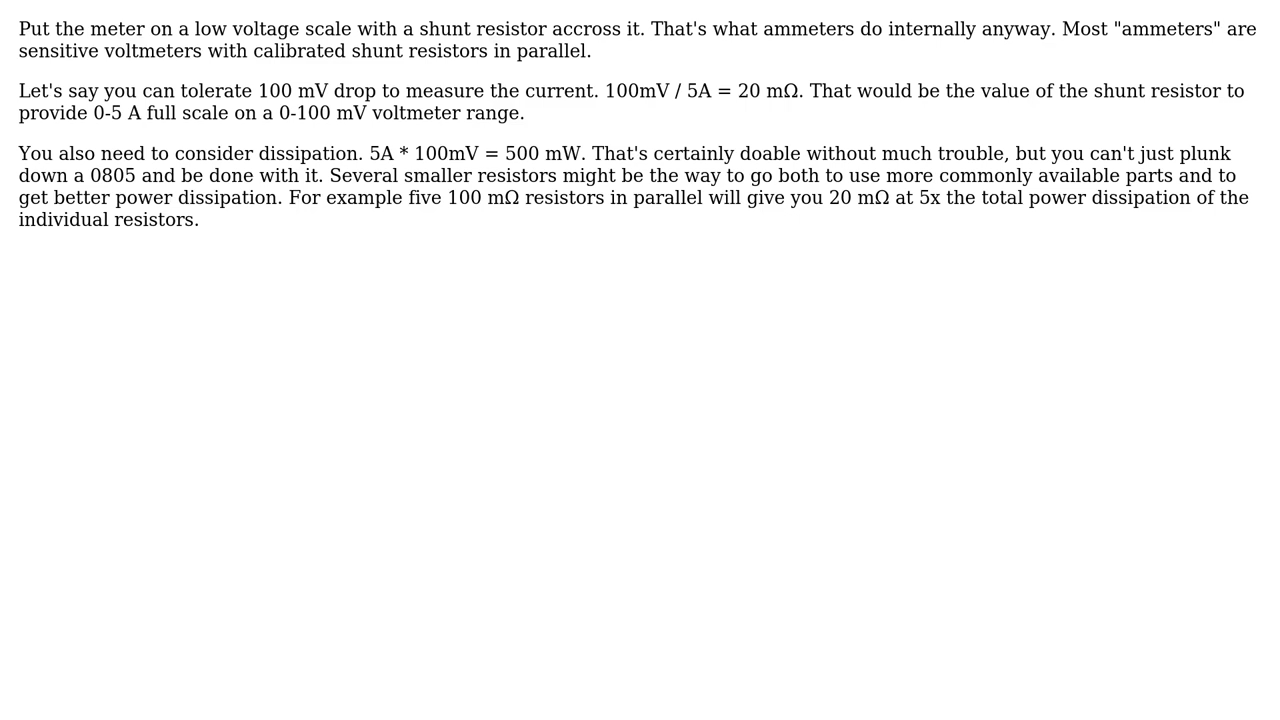 Put the meter on a low voltage scale with a shunt resistor accross it. That's what ammeters do internally anyway. Most "ammeters" are
sensitive voltmeters with calibrated shunt resistors in parallel.
Let's say you can tolerate 100 mV drop to measure the current. 100mV / 5A = 20 mΩ. That would be the value of the shunt resistor to
provide 0-5 A full scale on a 0-100 mV voltmeter range.
You also need to consider dissipation. 5A * 100mV = 500 mW. That's certainly doable without much trouble, but you can't just plunk
down a 0805 and be done with it. Several smaller resistors might be the way to go both to use more commonly available parts and to
get better power dissipation. For example five 100 mΩ resistors in parallel will give you 20 mΩ at 5x the total power dissipation of the
individual resistors.